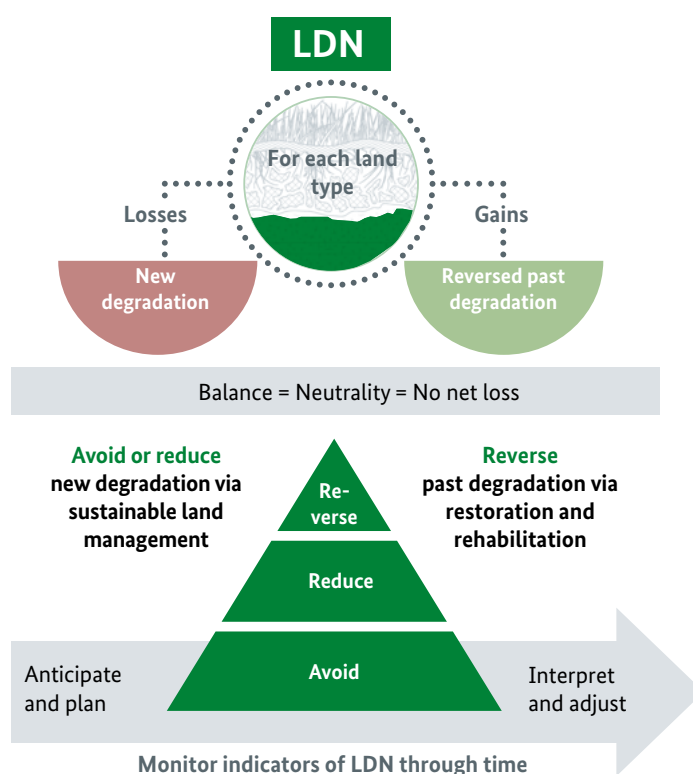 LDN
For each land
type
Losses
Gains
New
degradation
Reversed past
degradation
Balance = Neutrality = No net loss
Avoid or reduce
new degradation via
sustainable land
management
Reverse
past degradation via
restoration and
rehabilitation
Re-
verse
Reduce
Avoid
Anticipate
and plan
Interpret
and adjust
Monitor indicators of LDN through time